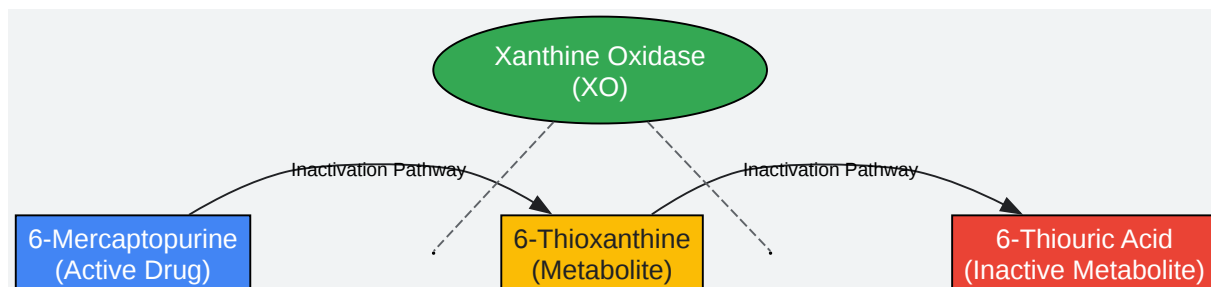 Xanthine Oxidase
(XO)
Inactivation Pathway
Inactivation Pathway
6-Mercaptopurine
(Active Drug)
6-Thioxanthine
(Metabolite)
6-Thiouric Acid
(Inactive Metabolite)